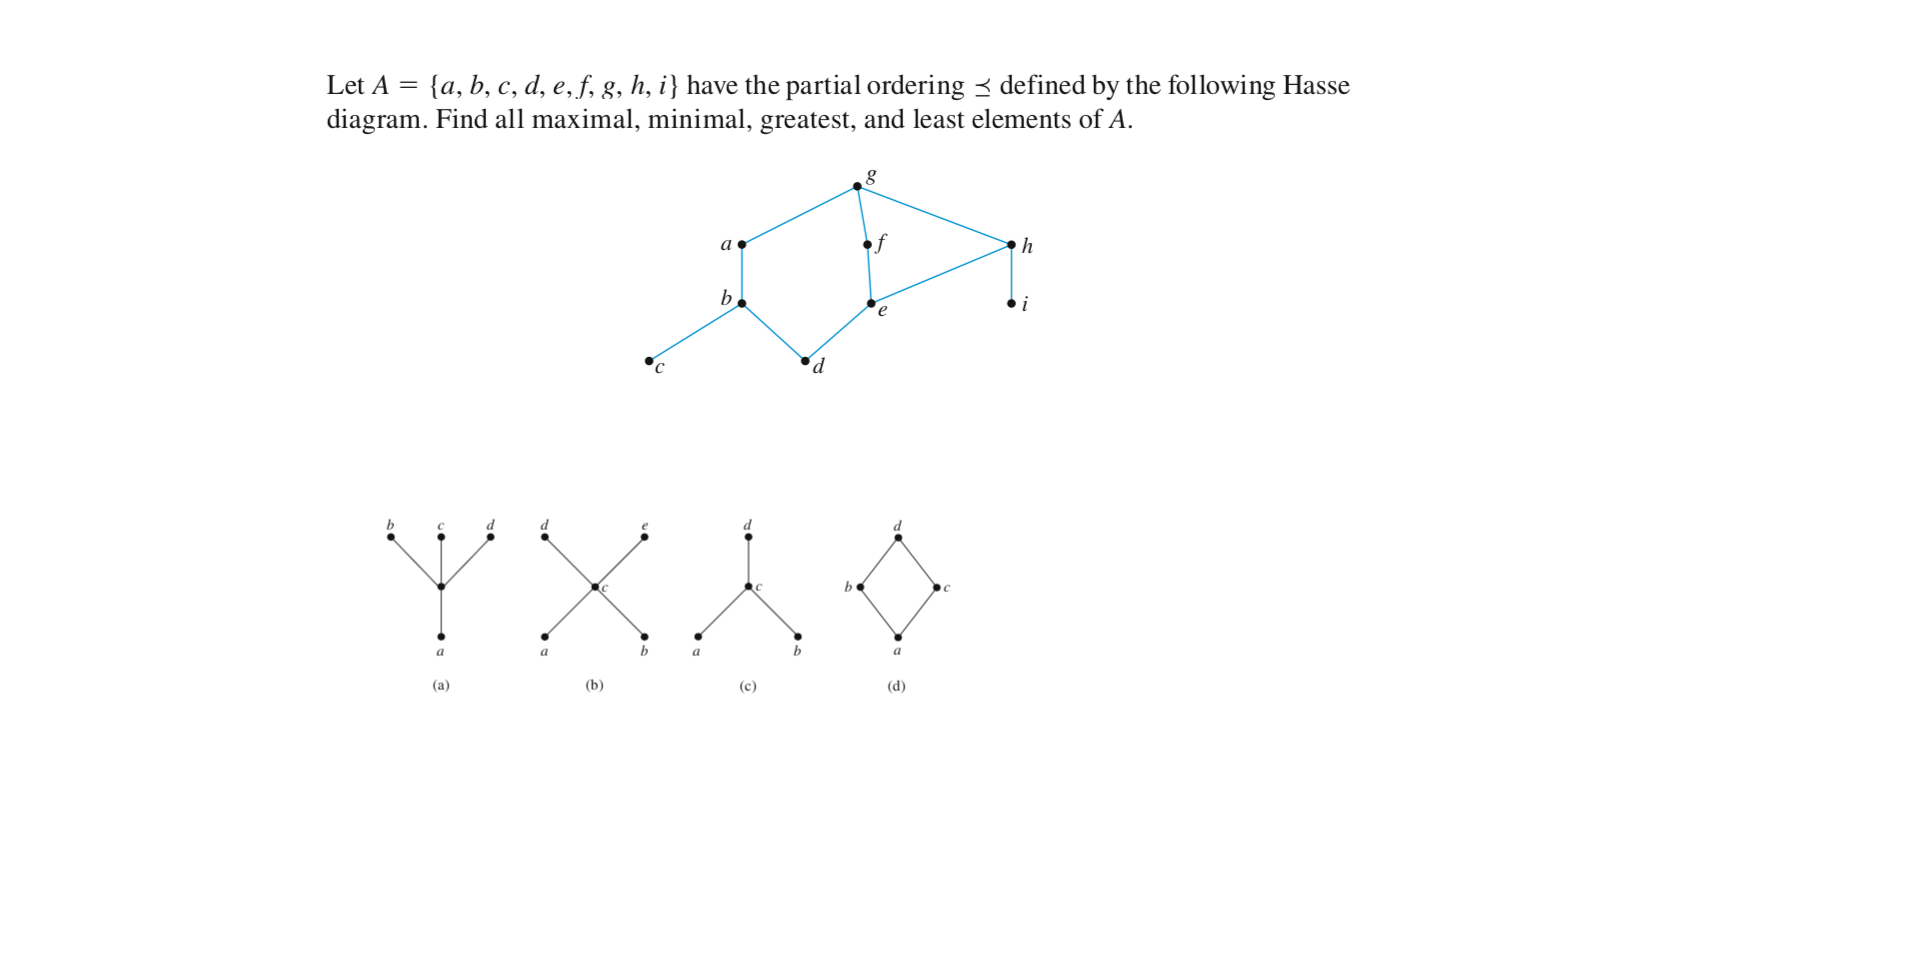 Let A = {a, b, c, d, e, f, g, h, i} have the partial ordering ⪯ defined by the following Hasse
diagram. Find all maximal, minimal, greatest, and least elements of A.
g
a f h
b e i
c d
b c d d e d d
c c b c
a a b a b a
(a) (b) (c) (d)